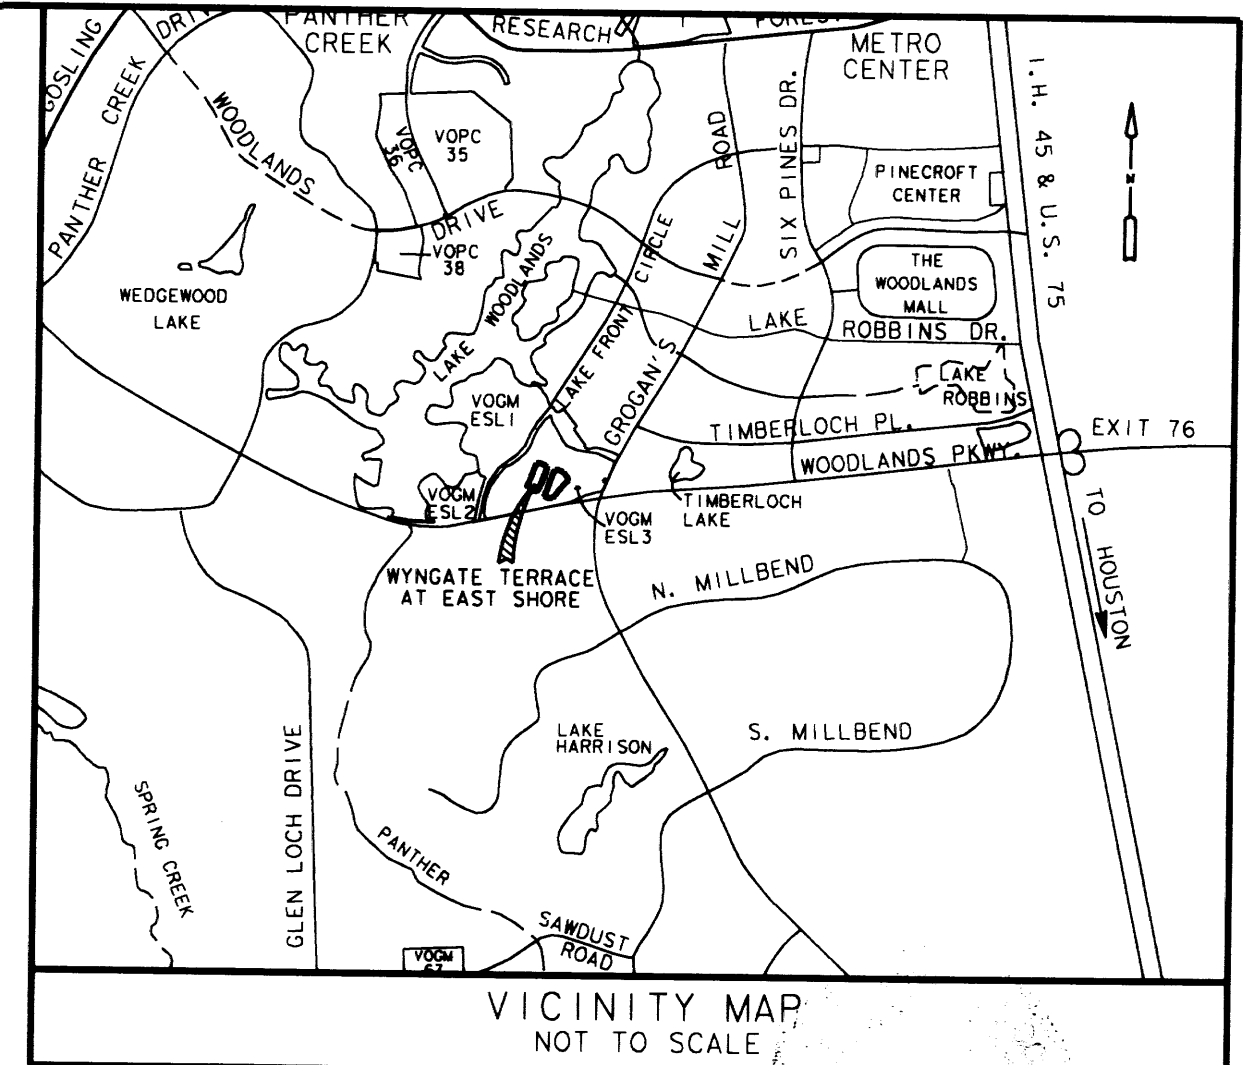 GOSLING
PANTHER CREEK DRIVE
PANTHER
CREEK
RESEARCH
FOREST
METRO
CENTER
I.H. 45 & U.S. 75
N
WOODLANDS
DRIVE
VOPC
36
VOPC
35
VOPC
38
ROAD
SIX PINES DR.
PINECROFT
CENTER
THE
WOODLANDS
MALL
WEDGEWOOD
LAKE
LAKE WOODLANDS
LAKE FRONT CIRCLE
GROGAN'S MILL
LAKE ROBBINS DR.
LAKE
ROBBINS
VOGM
ESL1
TIMBERLOCH PL.
WOODLANDS PKWY.
EXIT 76
VOGM
ESL2
VOGM
ESL3
TIMBERLOCH
LAKE
TO HOUSTON
WYNGATE TERRACE
AT EAST SHORE
N. MILLBEND
S. MILLBEND
LAKE
HARRISON
SPRING CREEK
GLEN LOCH DRIVE
PANTHER
SAWDUST
ROAD
VOGM
67
VICINITY MAP
NOT TO SCALE